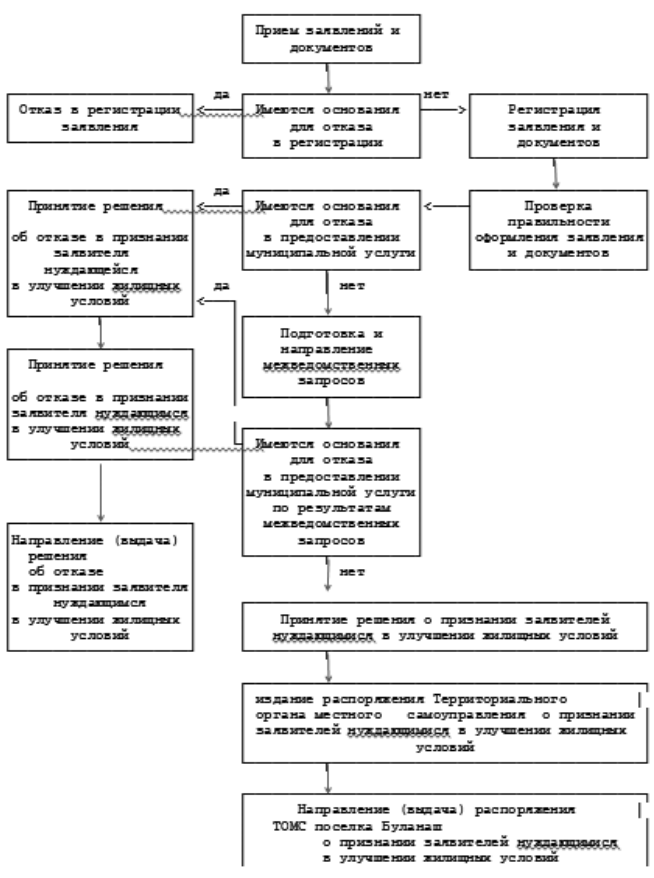 Прием заявлений и
документов
да
нет
Отказ в регистрации
заявления
Имеются основания
для отказа
в регистрации
Регистрация
заявления и
документов
Принятие решения
об отказе в признании
заявителя
нуждающейся
в улучшении жилищных
условий
да
Имеются основания
для отказа
в предоставлении
муниципальной услуги
Проверка
правильности
оформления заявления
и документов
да
нет
Подготовка и
направление
межведомственных
запросов
Принятие решения
об отказе в признании
заявителя нуждающимся
в улучшении жилищных
условий
Имеются основания
для отказа
в предоставлении
муниципальной услуги
по результатам
межведомственных
запросов
Направление (выдача)
решения
об отказе
в признании заявителя
нуждающимся
в улучшении жилищных
условий
нет
Принятие решения о признании заявителей
нуждающимися в улучшении жилищных условий
издание распоряжения Территориального
органа местного самоуправления о признании
заявителей нуждающимися в улучшении жилищных
условий
Направление (выдача) распоряжения
ТОМС поселка Буланаш
о признании заявителей нуждающимися
в улучшении жилищных условий